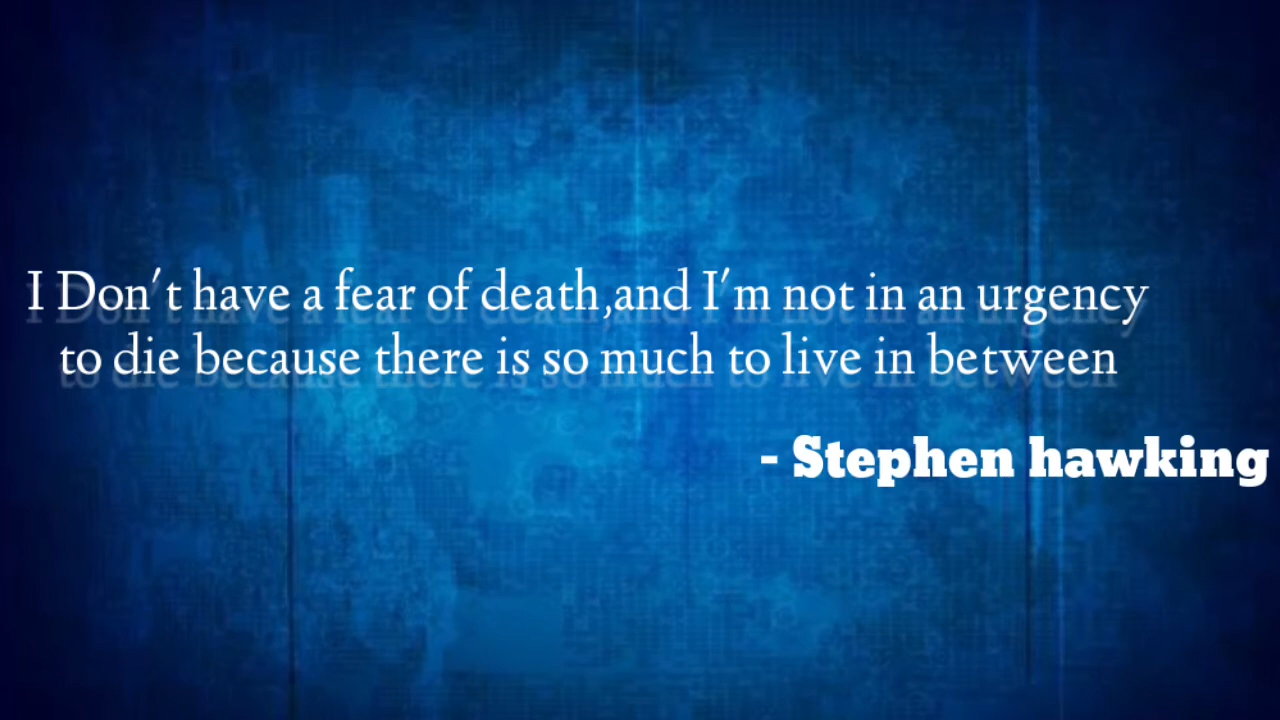 I Don't have a fear of death,and I'm not in an urgency
to die because there is so much to live in between
- Stephen hawking